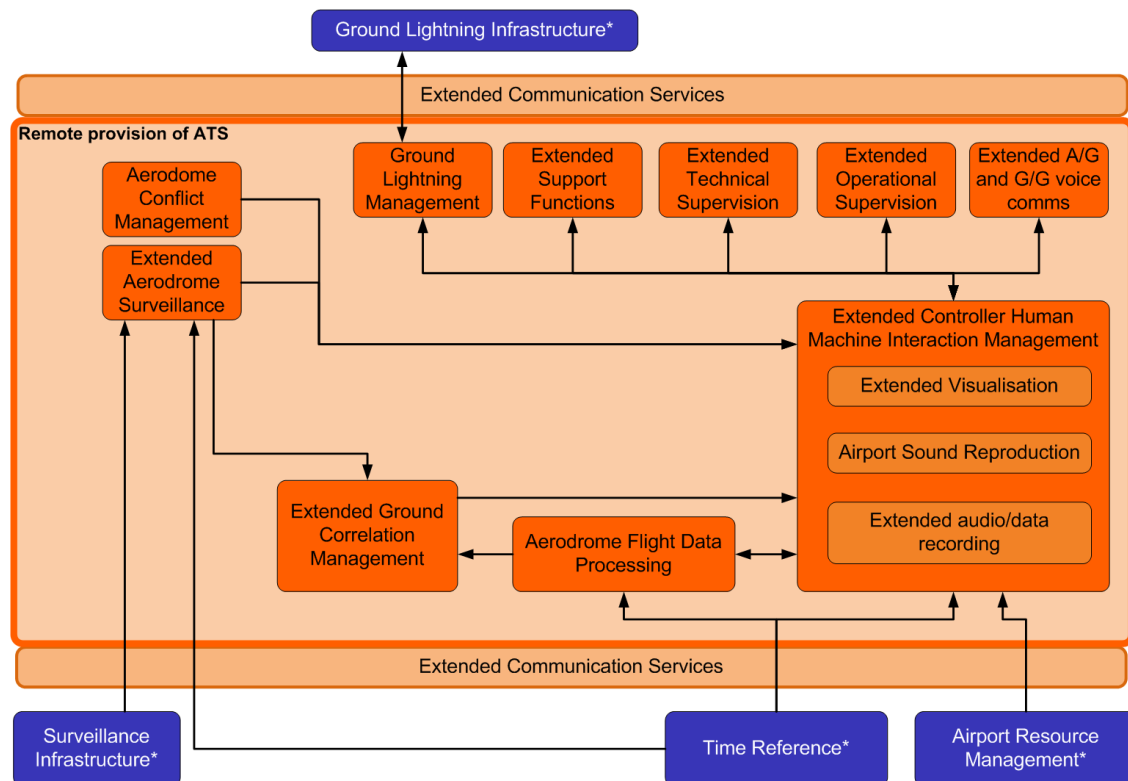 Ground Lightning Infrastructure*
Extended Communication Services
Remote provision of ATS
Aerodome
Conflict
Management
Ground
Lightning
Management
Extended
Support
Functions
Extended
Technical
Supervision
Extended
Operational
Supervision
Extended A/G
and G/G voice
comms
Extended
Aerodrome
Surveillance
Extended Controller Human
Machine Interaction Management
Extended Visualisation
Airport Sound Reproduction
Extended audio/data
recording
Extended Ground
Correlation
Management
Aerodrome Flight Data
Processing
Extended Communication Services
Surveillance
Infrastructure*
Time Reference*
Airport Resource
Management*